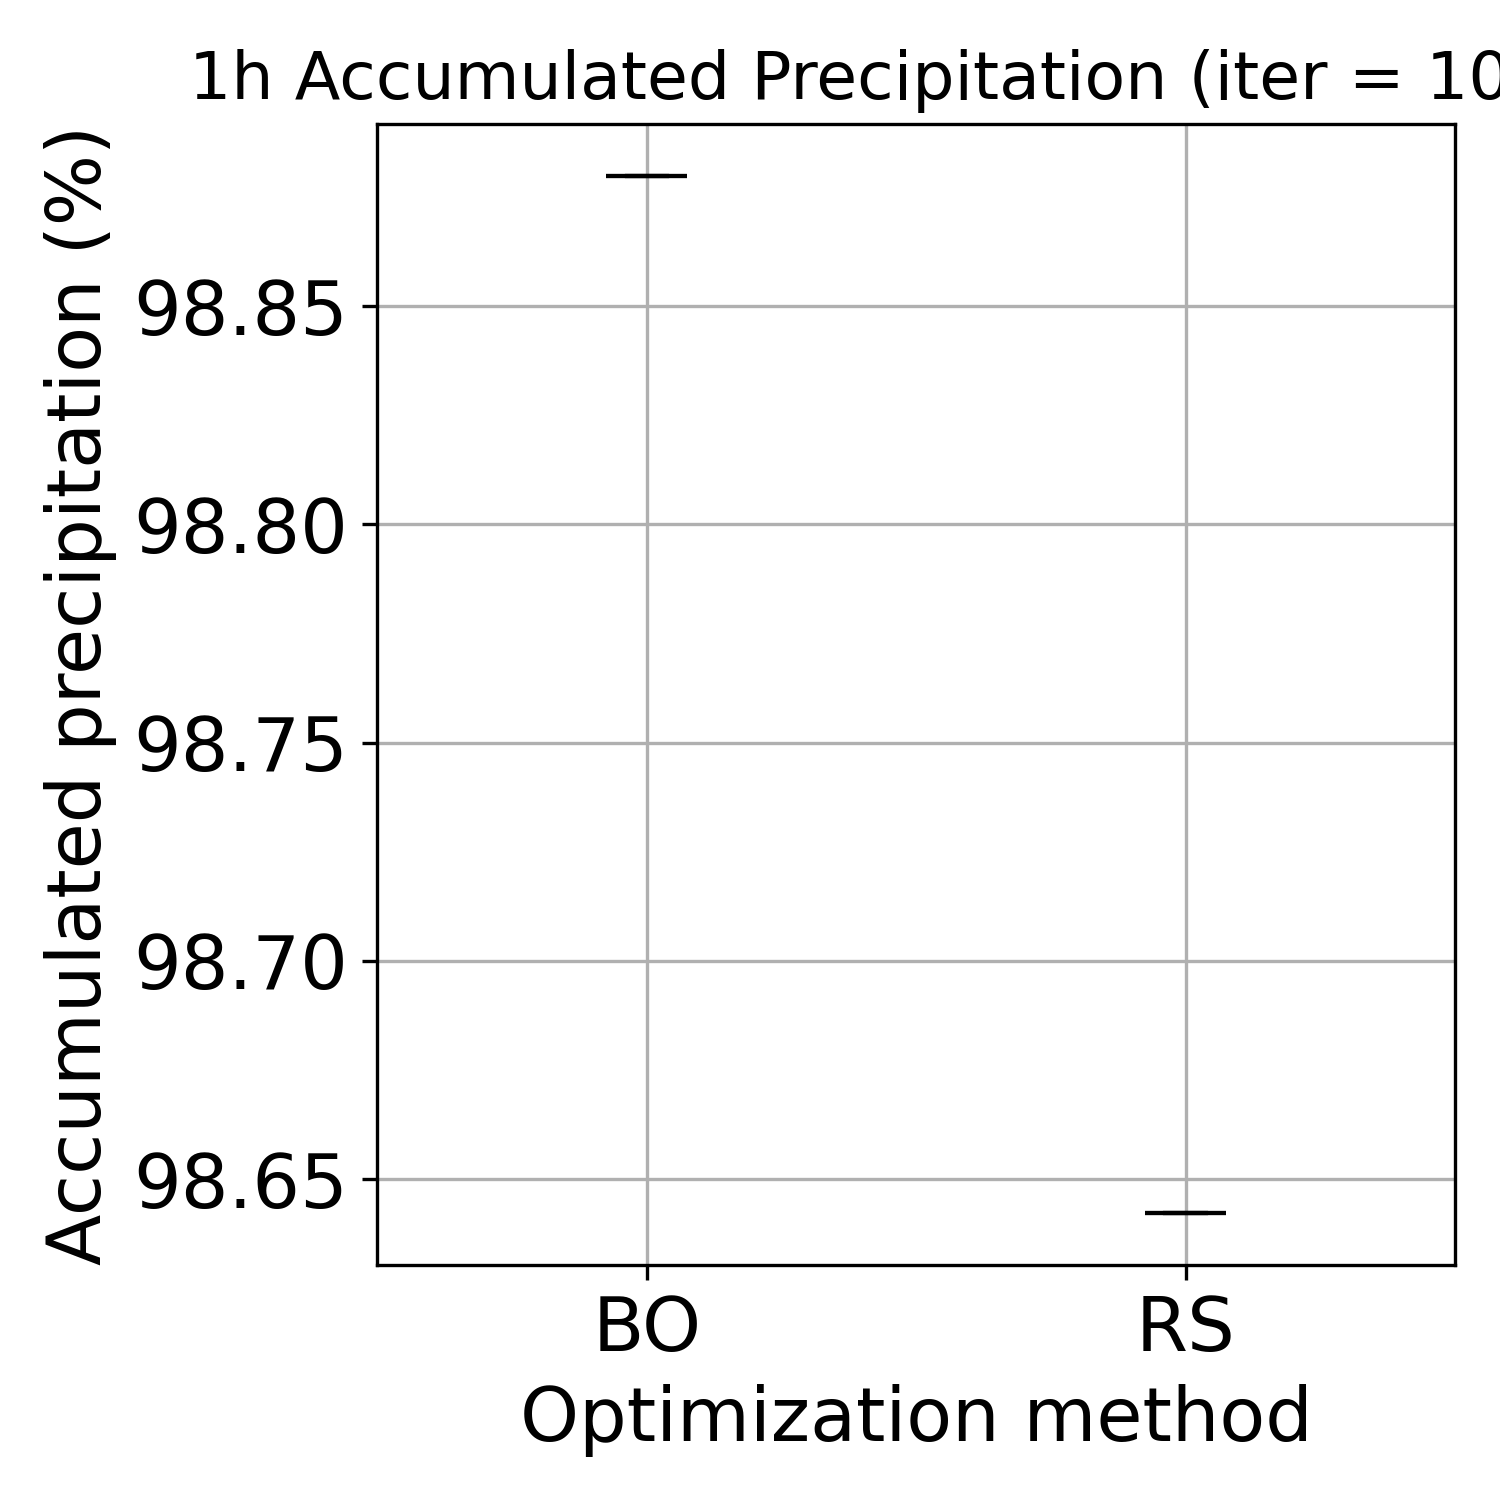 1h Accumulated Precipitation (iter = 10
Accumulated precipitation (%)
98.85
98.80
98.75
98.70
98.65
BO RS
Optimization method